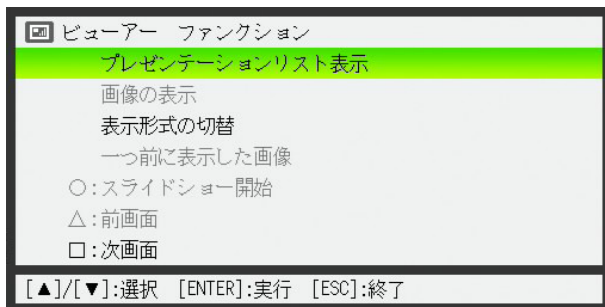 ビューアー ファンクション
プレゼンテーションリスト表示
画像の表示
表示形式の切替
一つ前に表示した画像
○:スライドショー開始
△:前画面
□:次画面
[▲]/[▼]:選択 [ENTER]:実行 [ESC]:終了